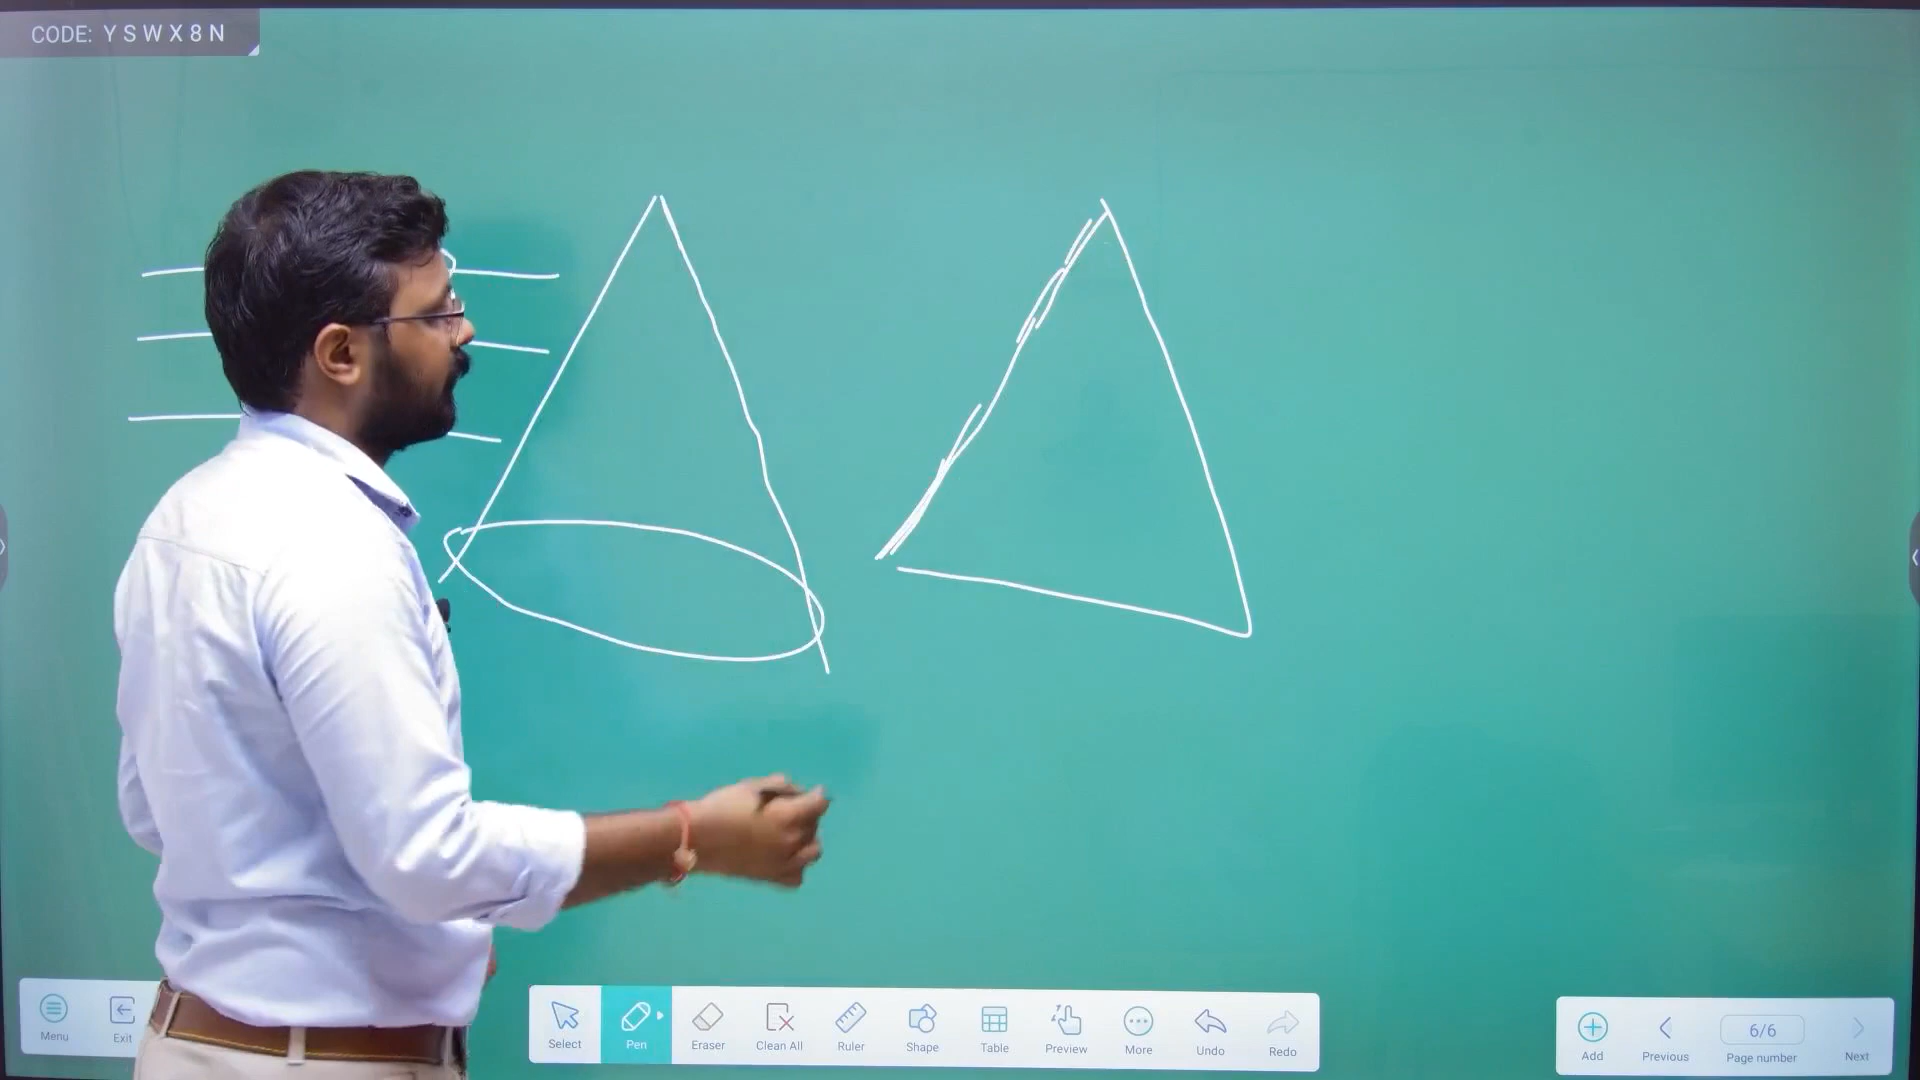 CODE: Y S W X 8 N
Menu
Exit
Select
Pen
Eraser
Clean All
Ruler
Shape
Table
Preview
More
Undo
Redo
Add
Previous
6/6
Page number
Next